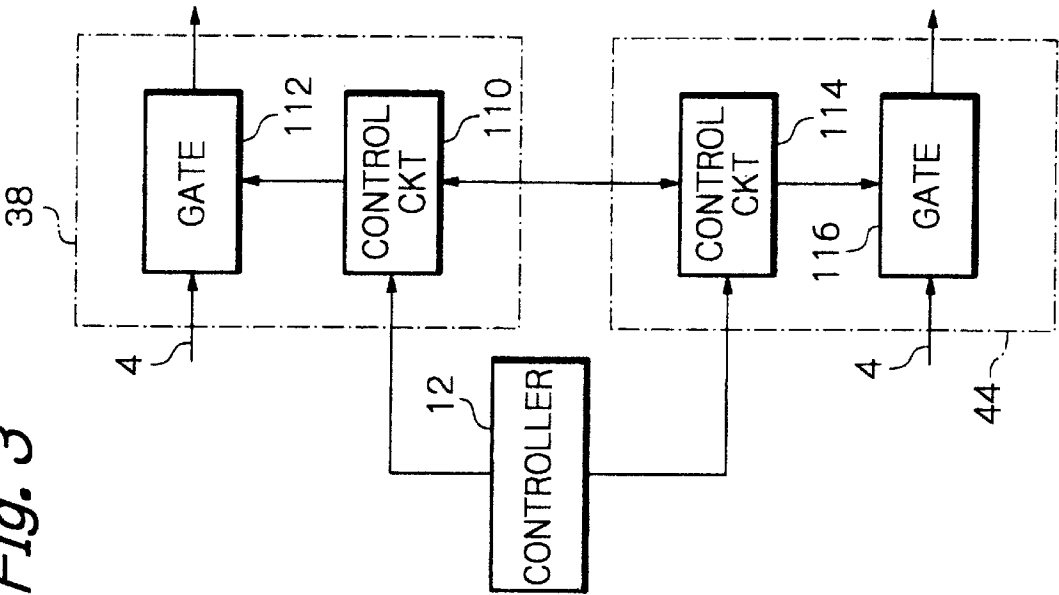 Fig. 3
38
4
GATE
112
CONTROL
CKT
12
110
CONTROLLER
CONTROL
CKT
116
114
4
GATE
44